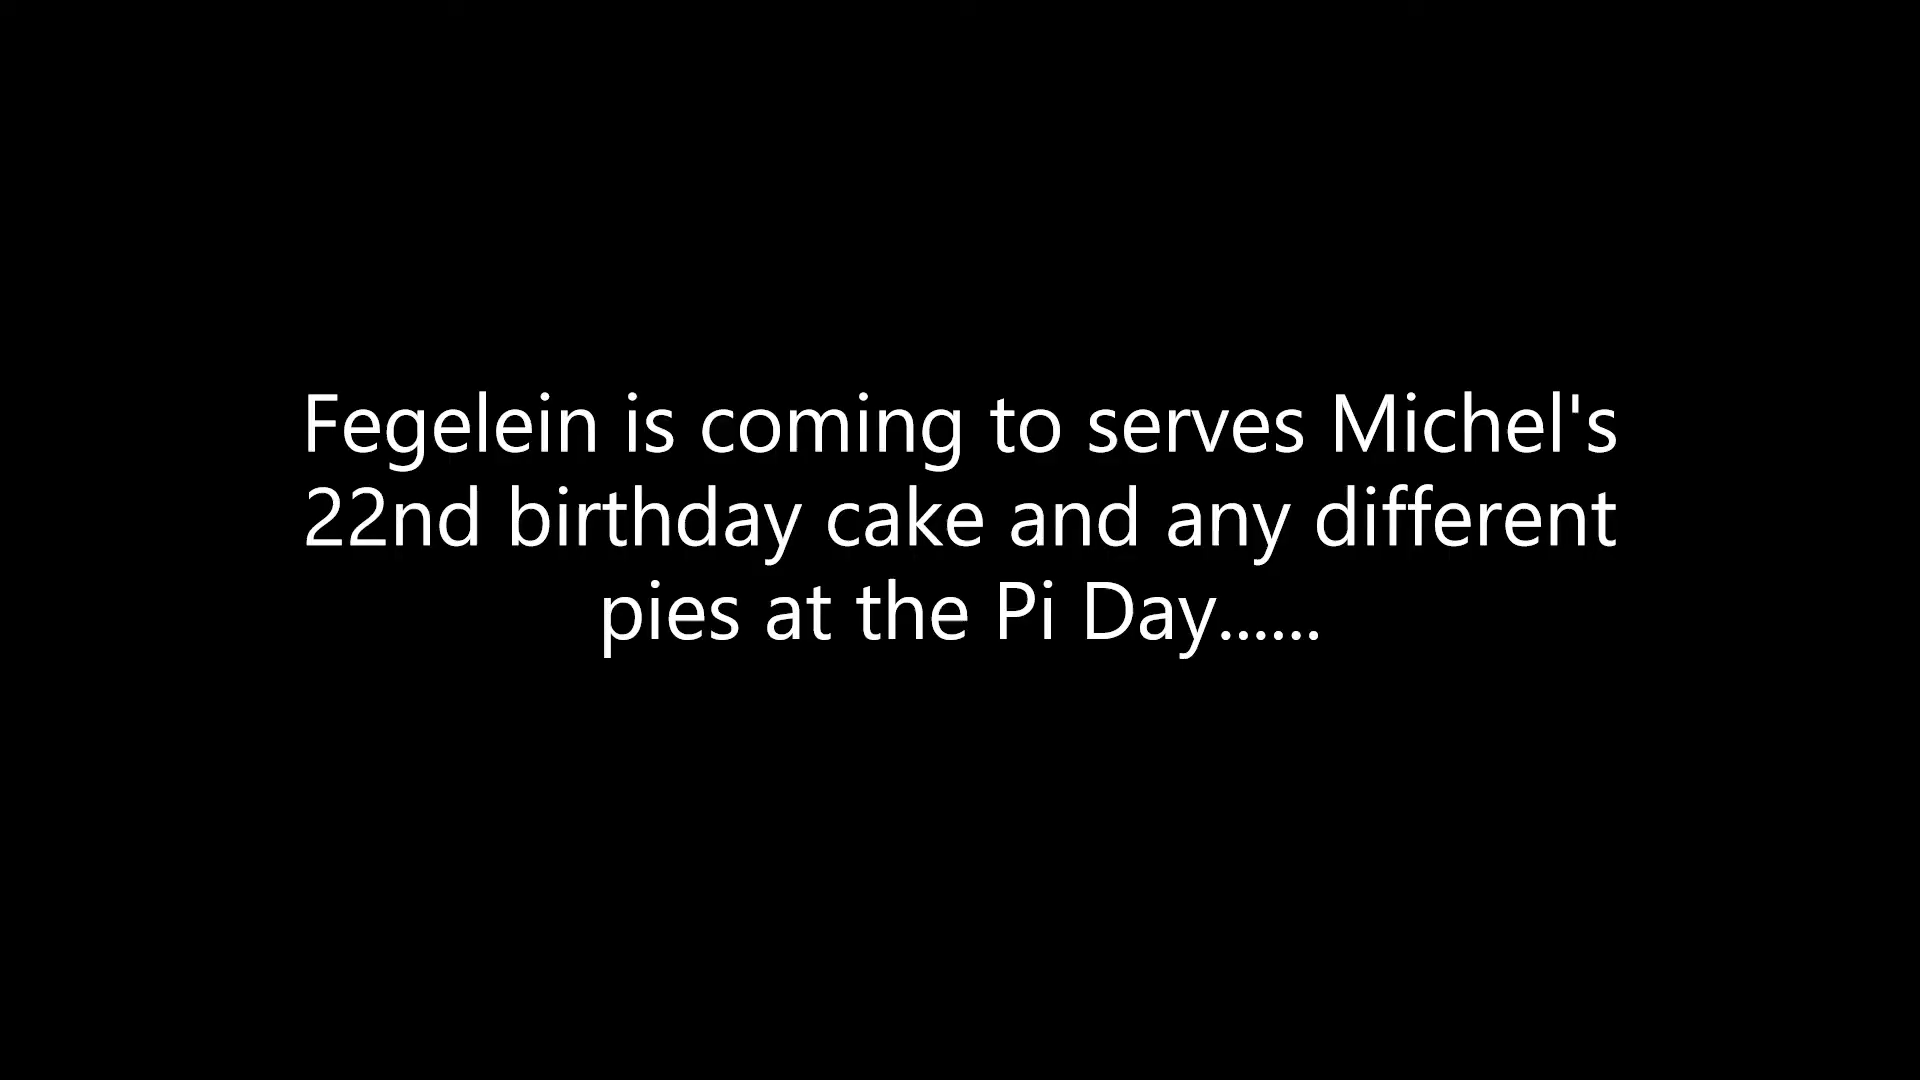 Fegelein is coming to serves Michel's
22nd birthday cake and any different
pies at the Pi Day......